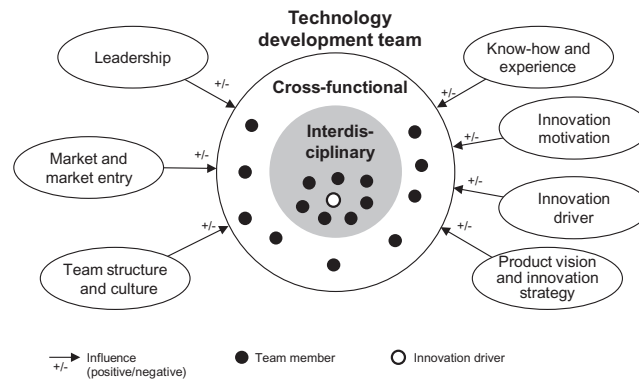 Technology
development team
Leadership
+/-
Cross-functional
Know-how and
experience
+/-
Interdis-
ciplinary
Innovation
motivation
+/-
Market and
market entry
+/-
Innovation
driver
+/-
Team structure
and culture
+/-
Product vision
and innovation
strategy
+/-
+/-
Influence
(positive/negative)
Team member
Innovation driver